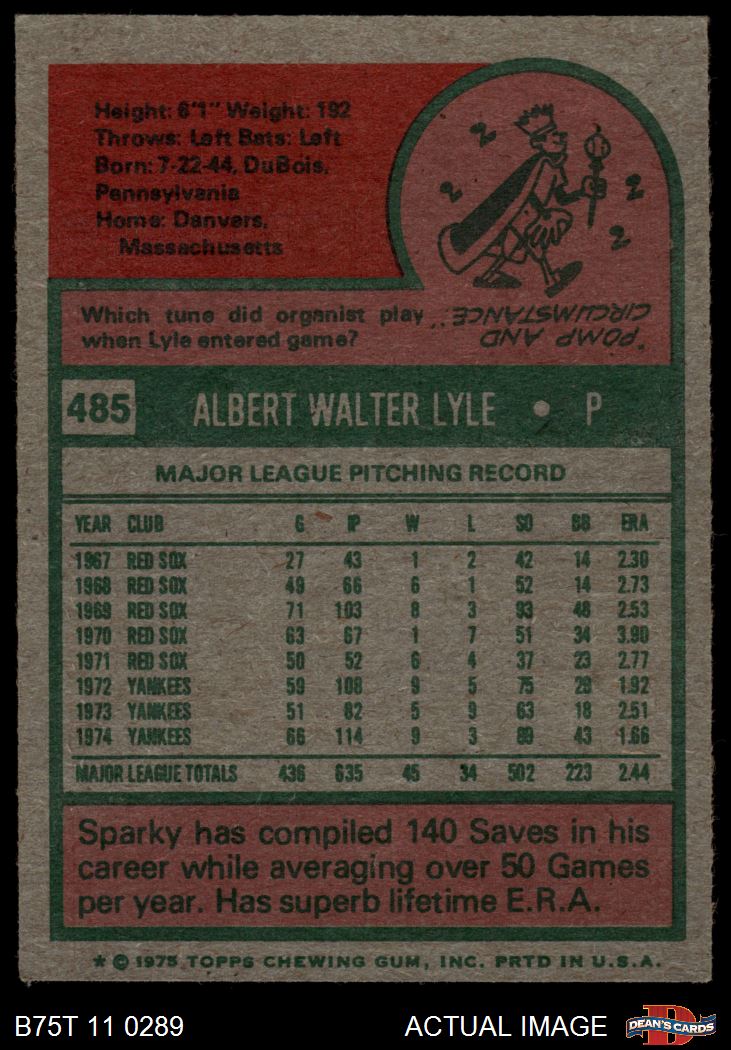 Height: 6'1" Weight: 192
Throws: Left Bats: Left
Born: 7-22-44, DuBois,
Pennsylvania
Home: Danvers,
Massachusetts
2
2
2
2
Which tune did organist play
when Lyle entered game?
"POMP AND
CIRCUMSTANCE"
485 ALBERT WALTER LYLE • P
MAJOR LEAGUE PITCHING RECORD
YEAR CLUB G IP W L SO BB ERA
1967 RED SOX 27 43 1 2 42 14 2.30
1968 RED SOX 49 66 6 1 52 14 2.73
1969 RED SOX 71 103 8 3 93 48 2.53
1970 RED SOX 63 67 1 7 51 34 3.90
1971 RED SOX 50 52 6 4 37 23 2.77
1972 YANKEES 59 108 9 5 75 29 1.92
1973 YANKEES 51 82 5 9 63 18 2.51
1974 YANKEES 66 114 9 3 89 43 1.66
MAJOR LEAGUE TOTALS 436 635 45 34 502 223 2.44
Sparky has compiled 140 Saves in his
career while averaging over 50 Games
per year. Has superb lifetime E.R.A.
* © 1975 TOPPS CHEWING GUM, INC. PRTD IN U.S.A.
B75T 11 0289 ACTUAL IMAGE
D
DEAN'S CARDS